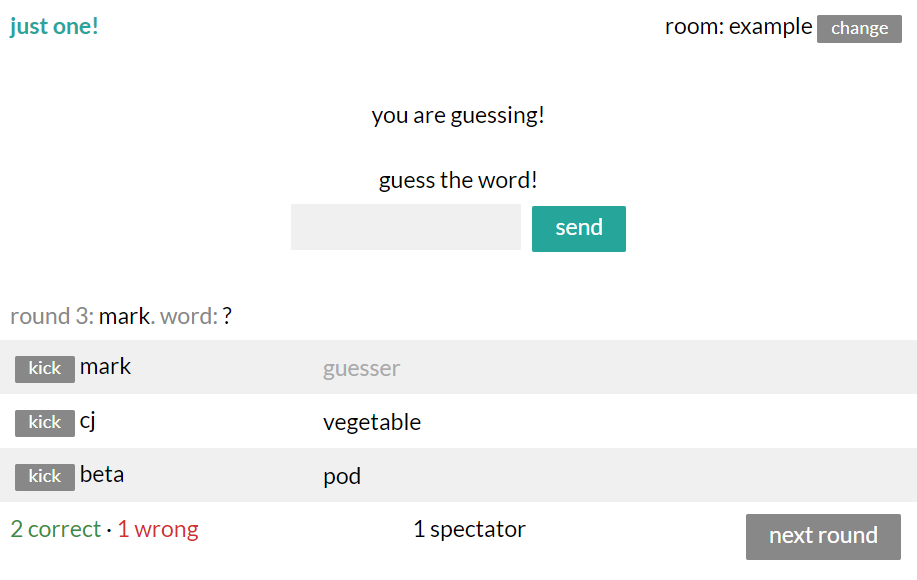 just one!
room: example change
you are guessing!
guess the word!
send
round 3: mark. word: ?
kick mark guesser
kick cj vegetable
kick beta pod
2 correct · 1 wrong 1 spectator next round